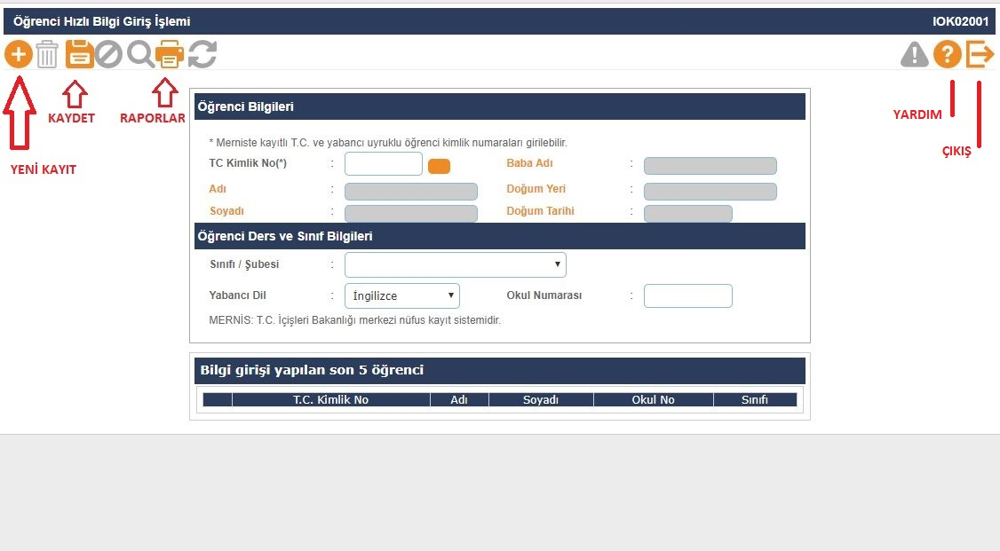 Öğrenci Hızlı Bilgi Giriş İşlemi IOK02001
KAYDET RAPORLAR
YENİ KAYIT
YARDIM
ÇIKIŞ
Öğrenci Bilgileri
* Merniste kayıtlı T.C. ve yabancı uyruklu öğrenci kimlik numaraları girilebilir.
TC Kimlik No(*) : Baba Adı :
Adı : Doğum Yeri :
Soyadı : Doğum Tarihi :
Öğrenci Ders ve Sınıf Bilgileri
Sınıfı / Şubesi :
Yabancı Dil : İngilizce Okul Numarası :
MERNİS: T.C. İçişleri Bakanlığı merkezi nüfus kayıt sistemidir.
Bilgi girişi yapılan son 5 öğrenci
T.C. Kimlik No Adı Soyadı Okul No Sınıfı